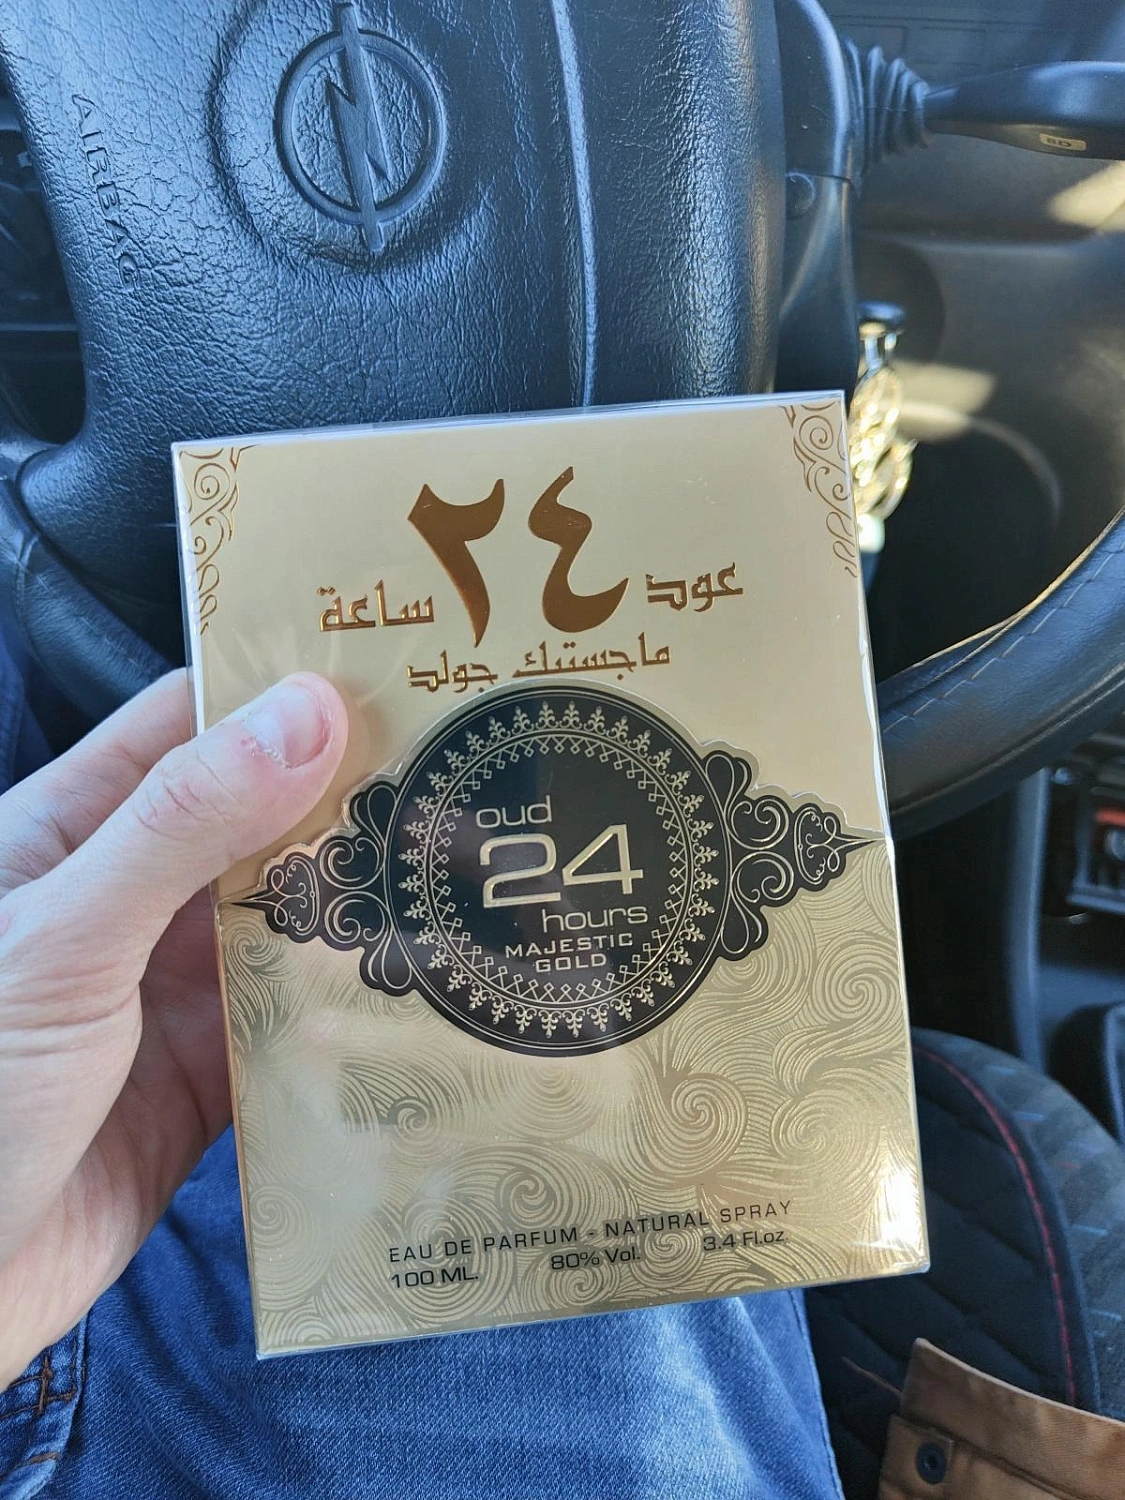 AIRBAG
عود ٢٤ ساعة
ماجستيك جولد
oud
24
hours
MAJESTIC
GOLD
EAU DE PARFUM - NATURAL SPRAY
100 ML. 80% Vol. 3.4 Fl.oz.